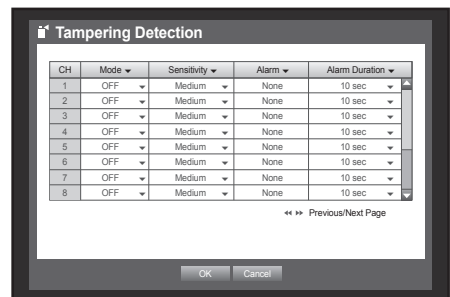 Tampering Detection
CH Mode Sensitivity Alarm Alarm Duration
1 OFF Medium None 10 sec
2 OFF Medium None 10 sec
3 OFF Medium None 10 sec
4 OFF Medium None 10 sec
5 OFF Medium None 10 sec
6 OFF Medium None 10 sec
7 OFF Medium None 10 sec
8 OFF Medium None 10 sec
Previous/Next Page
OK Cancel